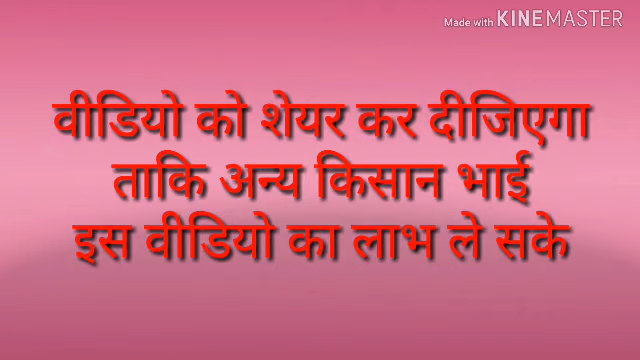 Made with KINEMASTER
वीडियो को शेयर कर दीजिएगा
ताकि अन्य किसान भाई
इस वीडियो का लाभ ले सके